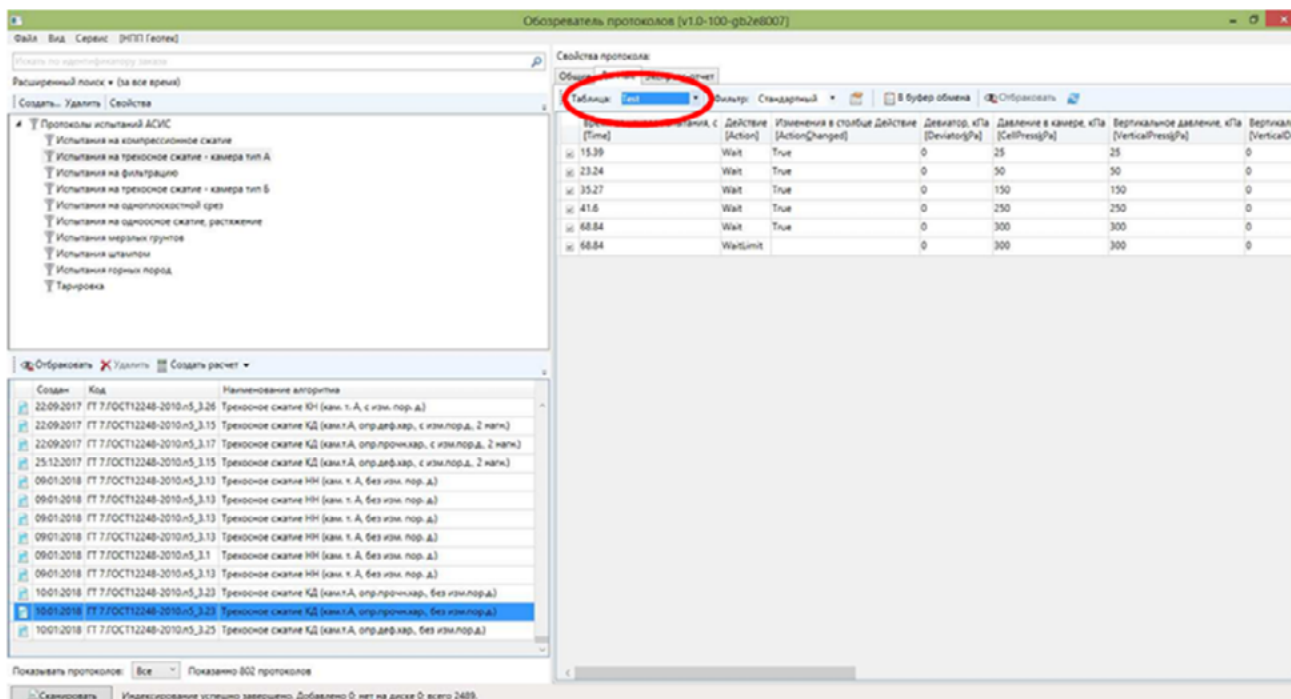 Обозреватель протоколов [v1.0-100-gb2e8007]
Файл Вид Сервис [НПП Геотек]
Искать по идентификатору заказа
Расширенный поиск (за все время)
Создать... Удалить Свойства
Протоколы испытаний АСИС
Испытания на компрессионное сжатие
Испытания на трехосное сжатие - камера тип А
Испытания на фильтрацию
Испытания на трехосное сжатие - камера тип Б
Испытания на одноплоскостной срез
Испытания на одноосное сжатие, растяжение
Испытания мерзлых грунтов
Испытания штампом
Испытания горных пород
Тарировка
Отбраковать Удалить Создать расчет
Создан Код Наименование алгоритма
22.09.2017 ГТ 7.ГОСТ12248-2010.п5_3.26 Трехосное сжатие КН (кам. т. А, с изм. пор. д.)
22.09.2017 ГТ 7.ГОСТ12248-2010.п5_3.15 Трехосное сжатие КД (кам.т.А, опр.деф.хар., с изм.пор.д., 2 нагн.)
22.09.2017 ГТ 7.ГОСТ12248-2010.п5_3.17 Трехосное сжатие КД (кам.т.А, опр.прочн.хар., с изм.пор.д., 2 нагн.)
25.12.2017 ГТ 7.ГОСТ12248-2010.п5_3.15 Трехосное сжатие КД (кам.т.А, опр.деф.хар., с изм.пор.д., 2 нагн.)
09.01.2018 ГТ 7.ГОСТ12248-2010.п5_3.13 Трехосное сжатие НН (кам. т. А, без изм. пор. д.)
09.01.2018 ГТ 7.ГОСТ12248-2010.п5_3.13 Трехосное сжатие НН (кам. т. А, без изм. пор. д.)
09.01.2018 ГТ 7.ГОСТ12248-2010.п5_3.13 Трехосное сжатие НН (кам. т. А, без изм. пор. д.)
09.01.2018 ГТ 7.ГОСТ12248-2010.п5_3.13 Трехосное сжатие НН (кам. т. А, без изм. пор. д.)
09.01.2018 ГТ 7.ГОСТ12248-2010.п5_3.1 Трехосное сжатие НН (кам. т. А, без изм. пор. д.)
09.01.2018 ГТ 7.ГОСТ12248-2010.п5_3.13 Трехосное сжатие НН (кам. т. А, без изм. пор. д.)
10.01.2018 ГТ 7.ГОСТ12248-2010.п5_3.23 Трехосное сжатие КД (кам.т.А, опр.прочн.хар., без изм.пор.д.)
10.01.2018 ГТ 7.ГОСТ12248-2010.п5_3.23 Трехосное сжатие КД (кам.т.А, опр.прочн.хар., без изм.пор.д.)
10.01.2018 ГТ 7.ГОСТ12248-2010.п5_3.25 Трехосное сжатие КД (кам.т.А, опр.деф.хар., без изм.пор.д.)
Показывать протоколов: Все Показанно 802 протоколов
Сканировать Индексирование успешно завершено. Добавлено 0, нет на диске 0, всего 2489.
Свойства протокола:
отчет
Таблица: Test Фильтр: Стандартный В буфер обмена Отбраковать
с Действие Изменения в столбце Действие Девиатор, кПа Давление в камере, кПа Вертикальное давление, кПа Вертикал
[Time] [Action] [ActionChanged] [Deviator|kPa] [CellPress|kPa] [VerticalPress|kPa] [VerticalD
15.39 Wait True 0 25 25 0
23.24 Wait True 0 50 50 0
35.27 Wait True 0 150 150 0
41.6 Wait True 0 250 250 0
68.84 Wait True 0 300 300 0
68.84 WaitLimit 0 300 300 0